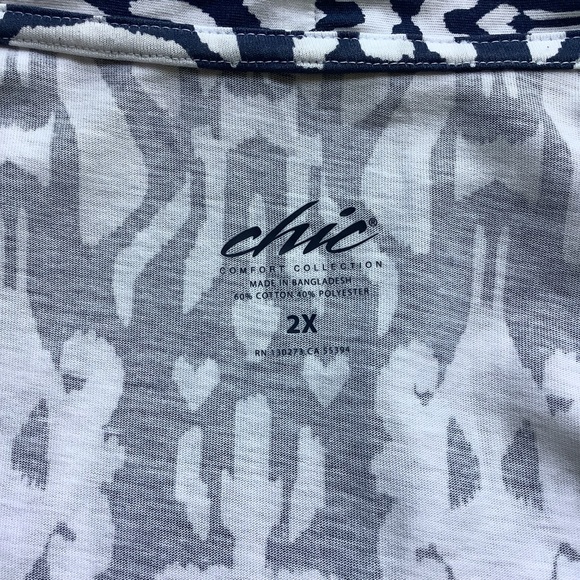 chic®
COMFORT COLLECTION
MADE IN BANGLADESH
60% COTTON 40% POLYESTER
2X
RN 130273 CA 55394